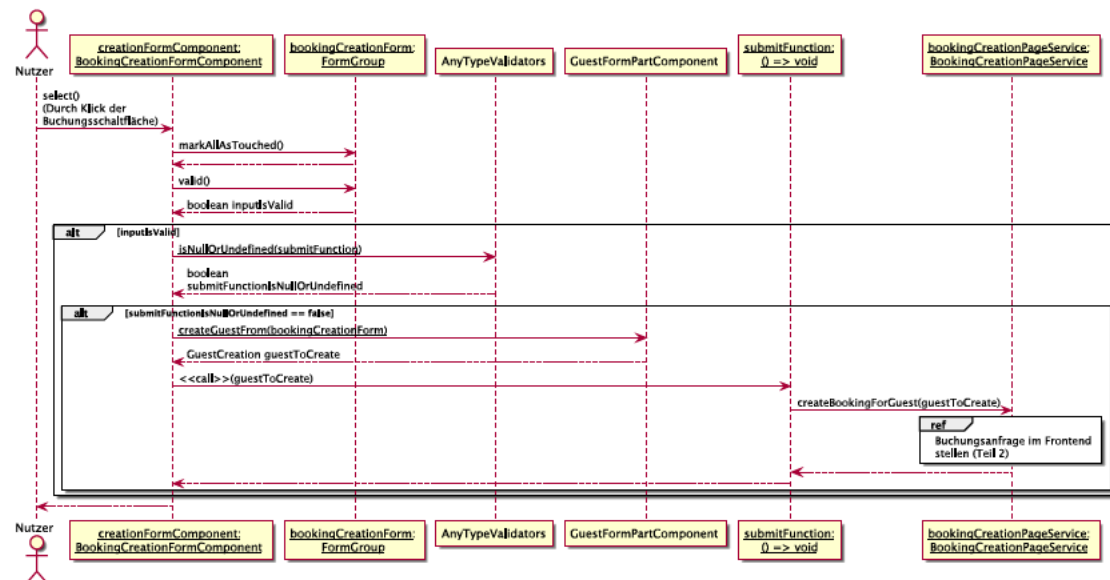 Nutzer
creationFormComponent:
BookingCreationFormComponent
bookingCreationForm:
FormGroup
AnyTypeValidators
GuestFormPartComponent
submitFunction:
() => void
bookingCreationPageService:
BookingCreationPageService
select()
(Durch Klick der
Buchungsschaltfläche)
markAllAsTouched()
valid()
boolean inputIsValid
alt [inputIsValid]
isNullOrUndefined(submitFunction)
boolean
submitFunctionIsNullOrUndefined
alt [submitFunctionIsNullOrUndefined == false]
createGuestFrom(bookingCreationForm)
GuestCreation guestToCreate
<<call>>(guestToCreate)
createBookingForGuest(guestToCreate)
ref
Buchungsanfrage im Frontend
stellen (Teil 2)
Nutzer
creationFormComponent:
BookingCreationFormComponent
bookingCreationForm:
FormGroup
AnyTypeValidators
GuestFormPartComponent
submitFunction:
() => void
bookingCreationPageService:
BookingCreationPageService